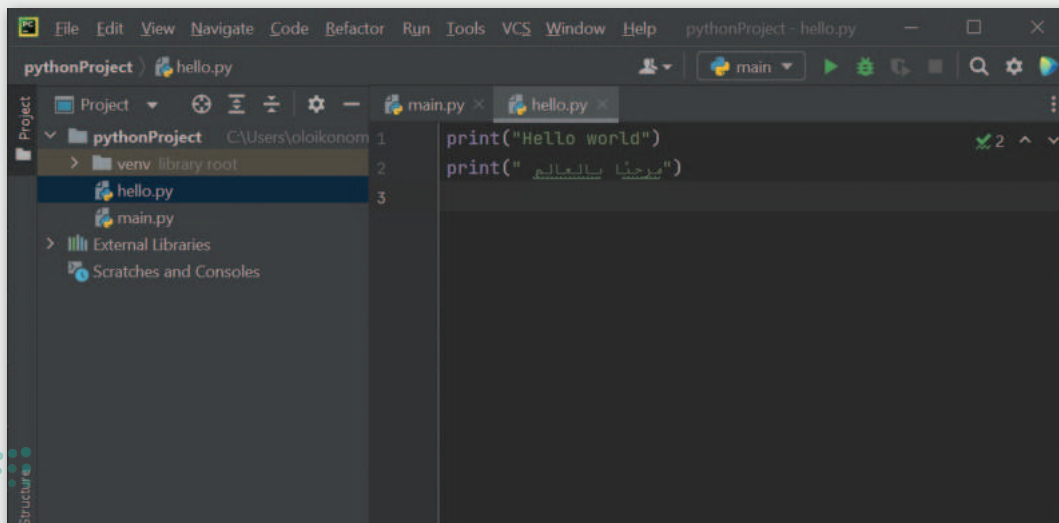 PC
File Edit View Navigate Code Refactor Run Tools VCS Window Help pythonProject - hello.py
pythonProject hello.py main
Project
Project main.py hello.py
pythonProject C:\Users\oloikonom
venv library root
hello.py
main.py
External Libraries
Scratches and Consoles
1 print("Hello world")
2 print(" مرحبًا بالعالم")
3
2
Structure